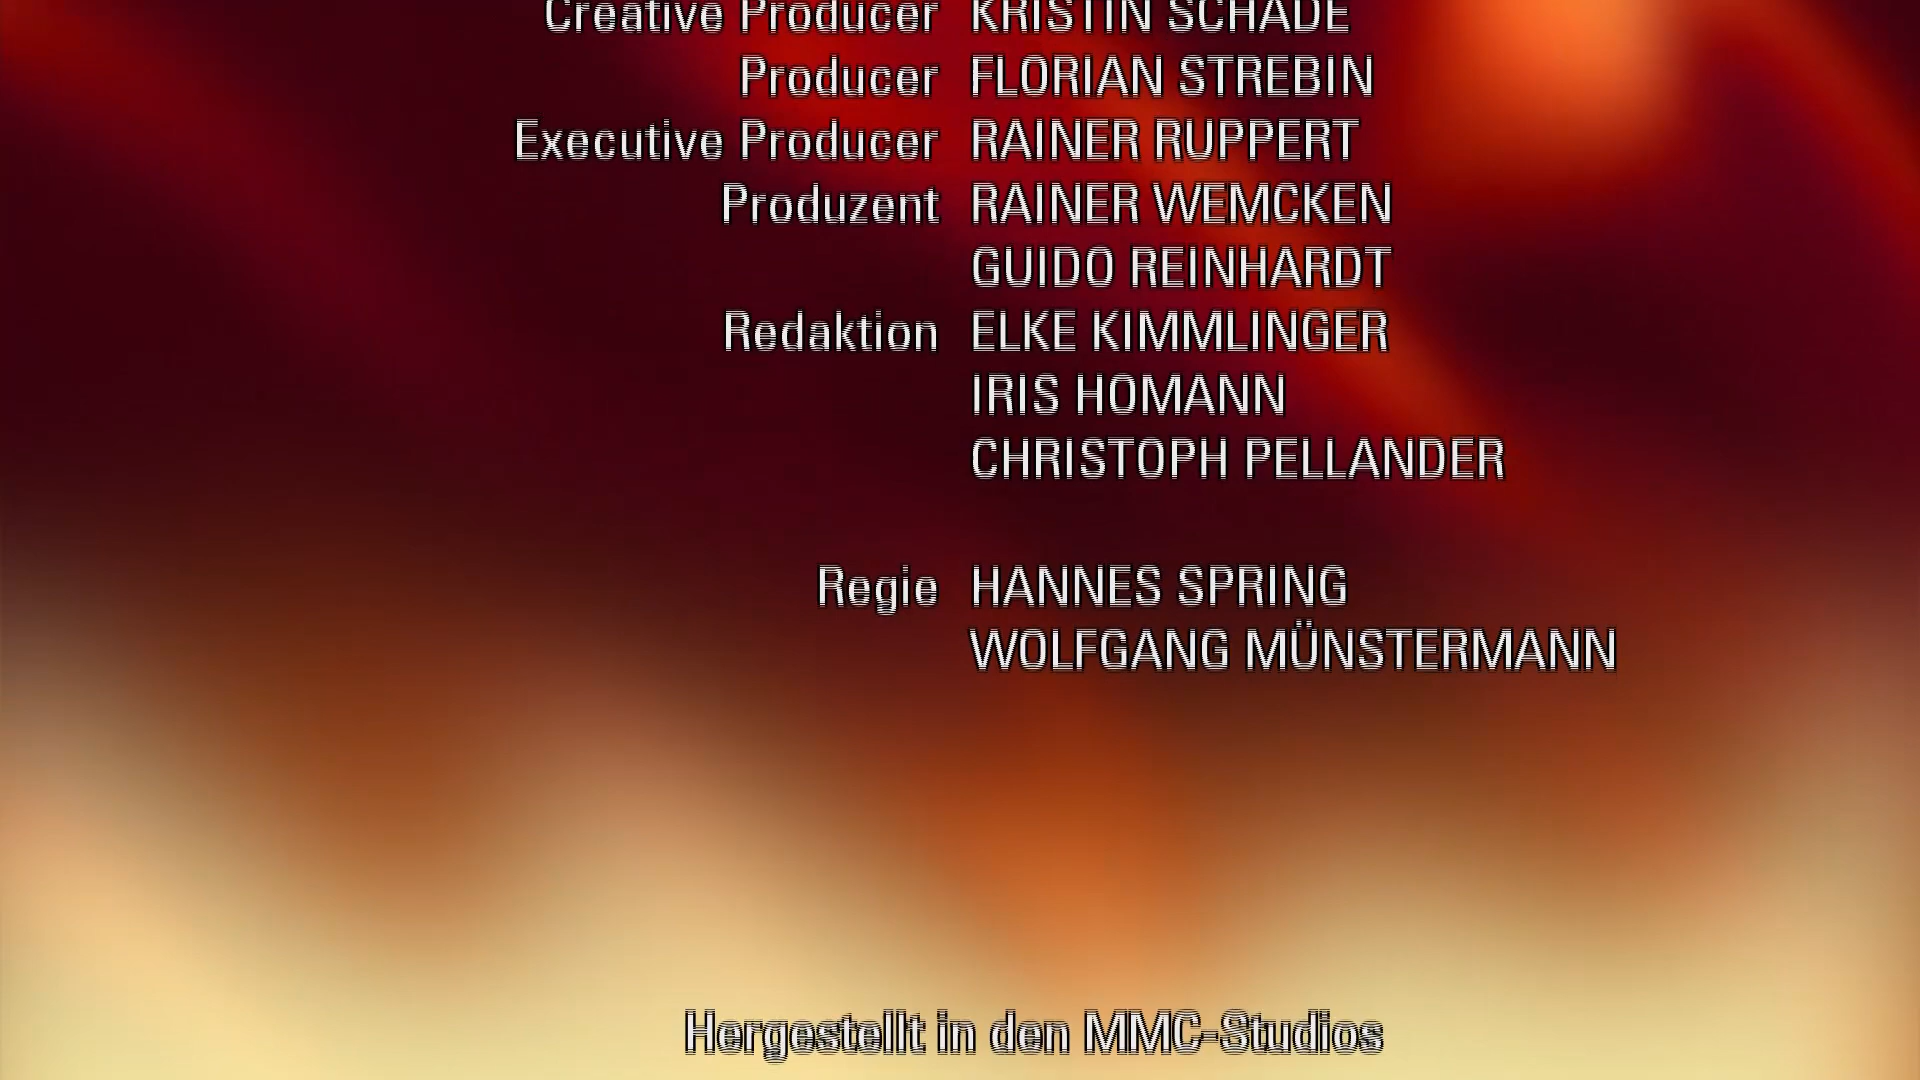 Creative Producer KRISTIN SCHADE
Producer FLORIAN STREBIN
Executive Producer RAINER RUPPERT
Produzent RAINER WEMCKEN
GUIDO REINHARDT
Redaktion ELKE KIMMLINGER
IRIS HOMANN
CHRISTOPH PELLANDER
Regie HANNES SPRING
WOLFGANG MÜNSTERMANN
Hergestellt in den MMC-Studios